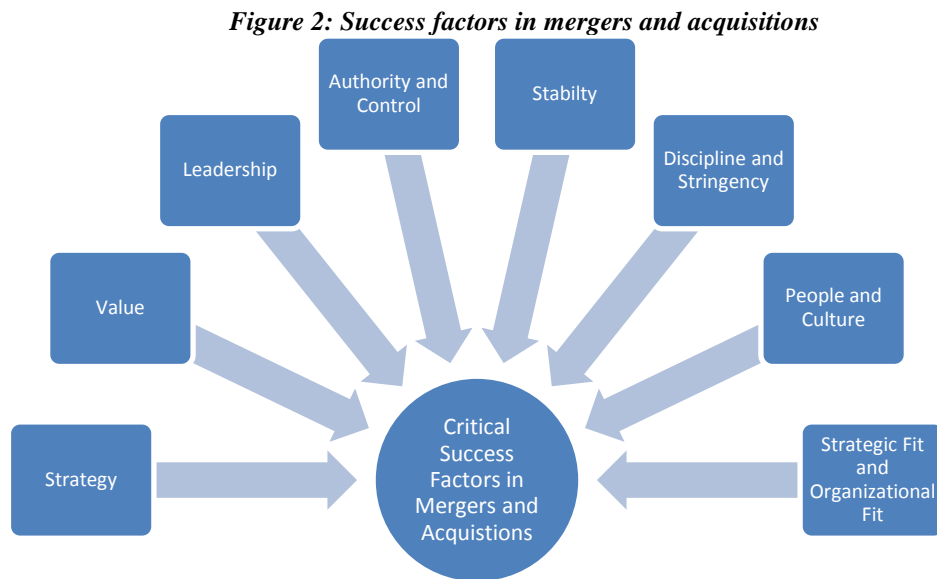 Figure 2: Success factors in mergers and acquisitions
Authority and
Control
Stabilty
Leadership
Discipline and
Stringency
Value
People and
Culture
Strategy
Critical
Success
Factors in
Mergers and
Acquistions
Strategic Fit
and
Organizational
Fit